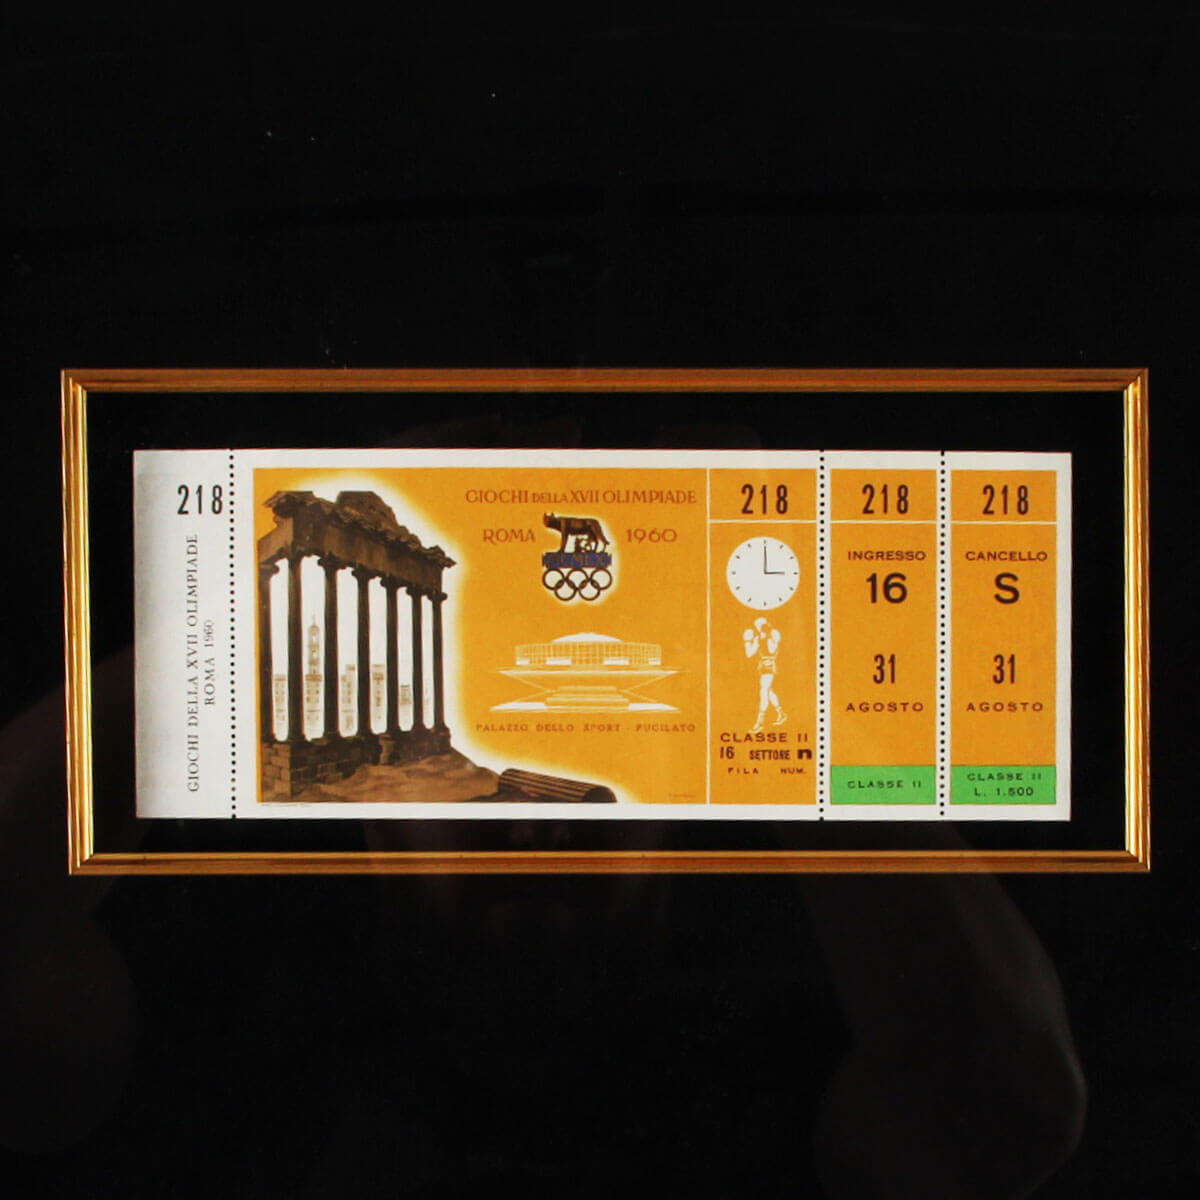 218
GIOCHI DELLA XVII OLIMPIADE
ROMA 1960
GIOCHI DELLA XVII OLIMPIADE
ROMA 1960
PALAZZO DELLO SPORT - PUGILATO
218
CLASSE II
16 SETTORE n
FILA NUM.
218
INGRESSO
16
31
AGOSTO
CLASSE II
218
CANCELLO
S
31
AGOSTO
CLASSE II
L. 1.500